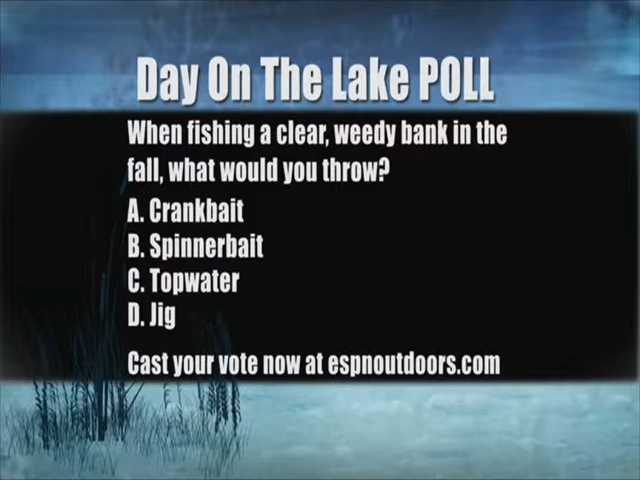 Day On The Lake POLL
When fishing a clear, weedy bank in the
fall, what would you throw?
A. Crankbait
B. Spinnerbait
C. Topwater
D. Jig
Cast your vote now at espnoutdoors.com